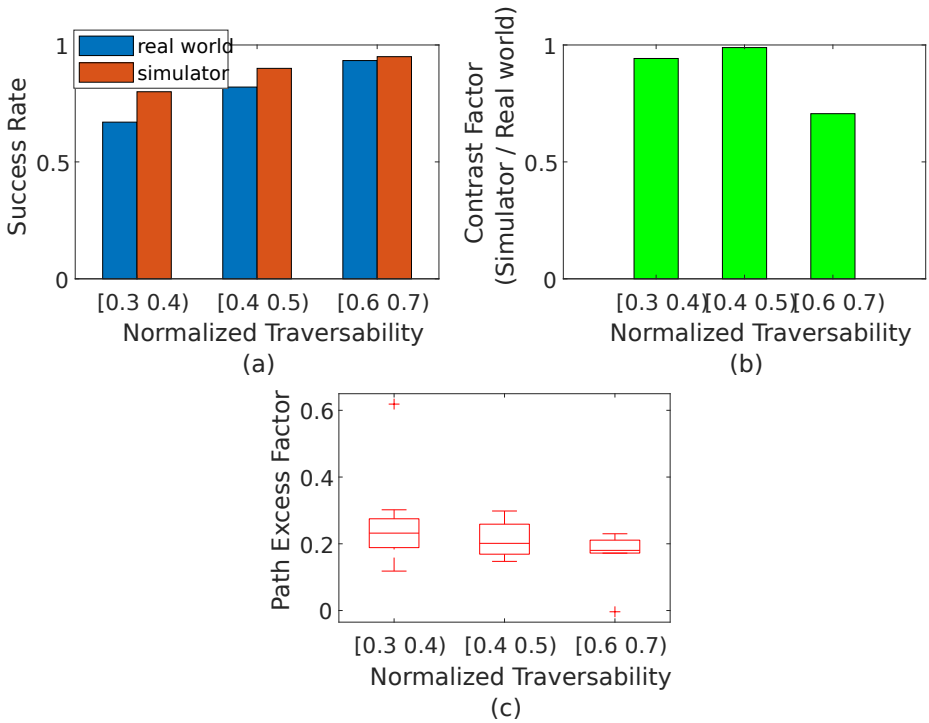 real world
simulator
1
0.5
0
Success Rate
[0.3 0.4)
[0.4 0.5)
[0.6 0.7)
Normalized Traversability
(a)
1
0.5
0
Contrast Factor
(Simulator / Real world)
[0.3 0.4)
[0.4 0.5)
[0.6 0.7)
Normalized Traversability
(b)
0.6
0.4
0.2
0
Path Excess Factor
[0.3 0.4)
[0.4 0.5)
[0.6 0.7)
Normalized Traversability
(c)